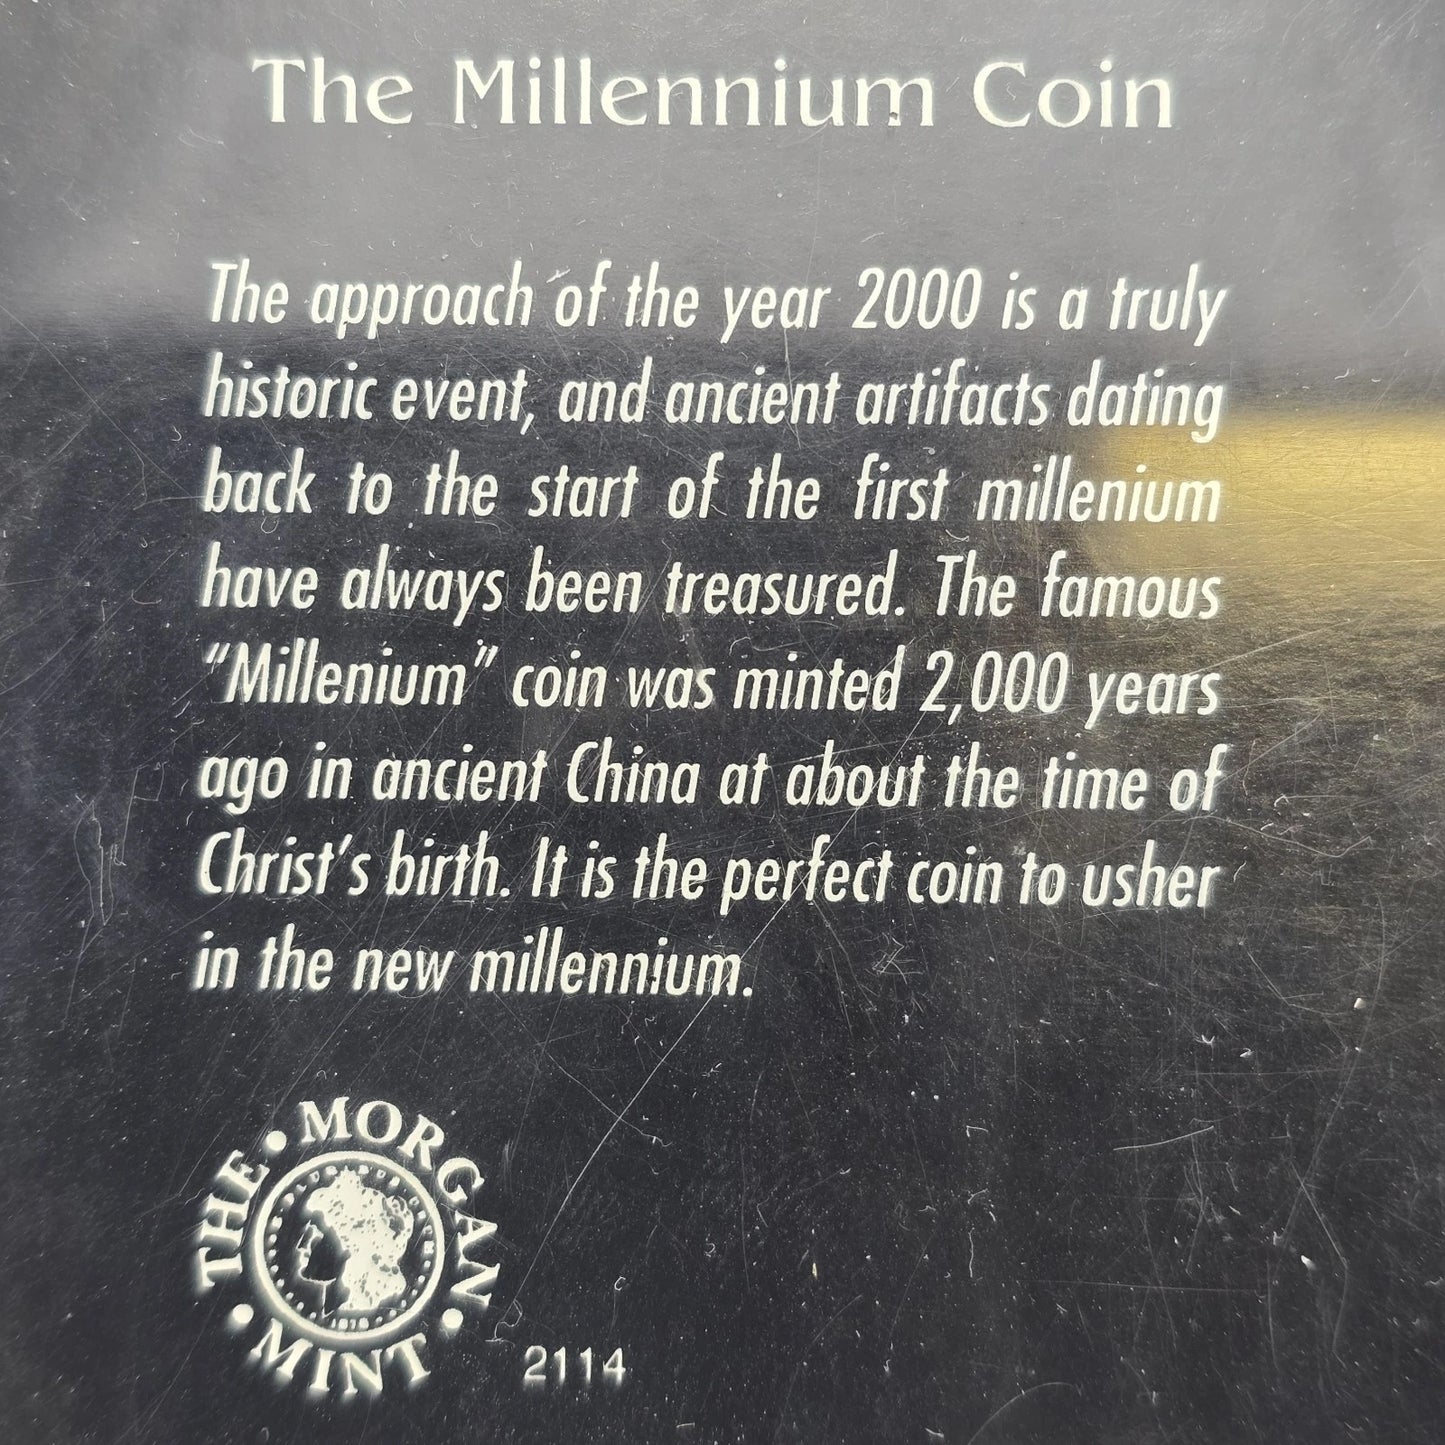 The Millennium Coin
The approach of the year 2000 is a truly
historic event, and ancient artifacts dating
back to the start of the first millenium
have always been treasured. The famous
"Millenium" coin was minted 2,000 years
ago in ancient China at about the time of
Christ's birth. It is the perfect coin to usher
in the new millennium.
THE • MORGAN • MINT •
PLURIBUS UNUM
1878
2114